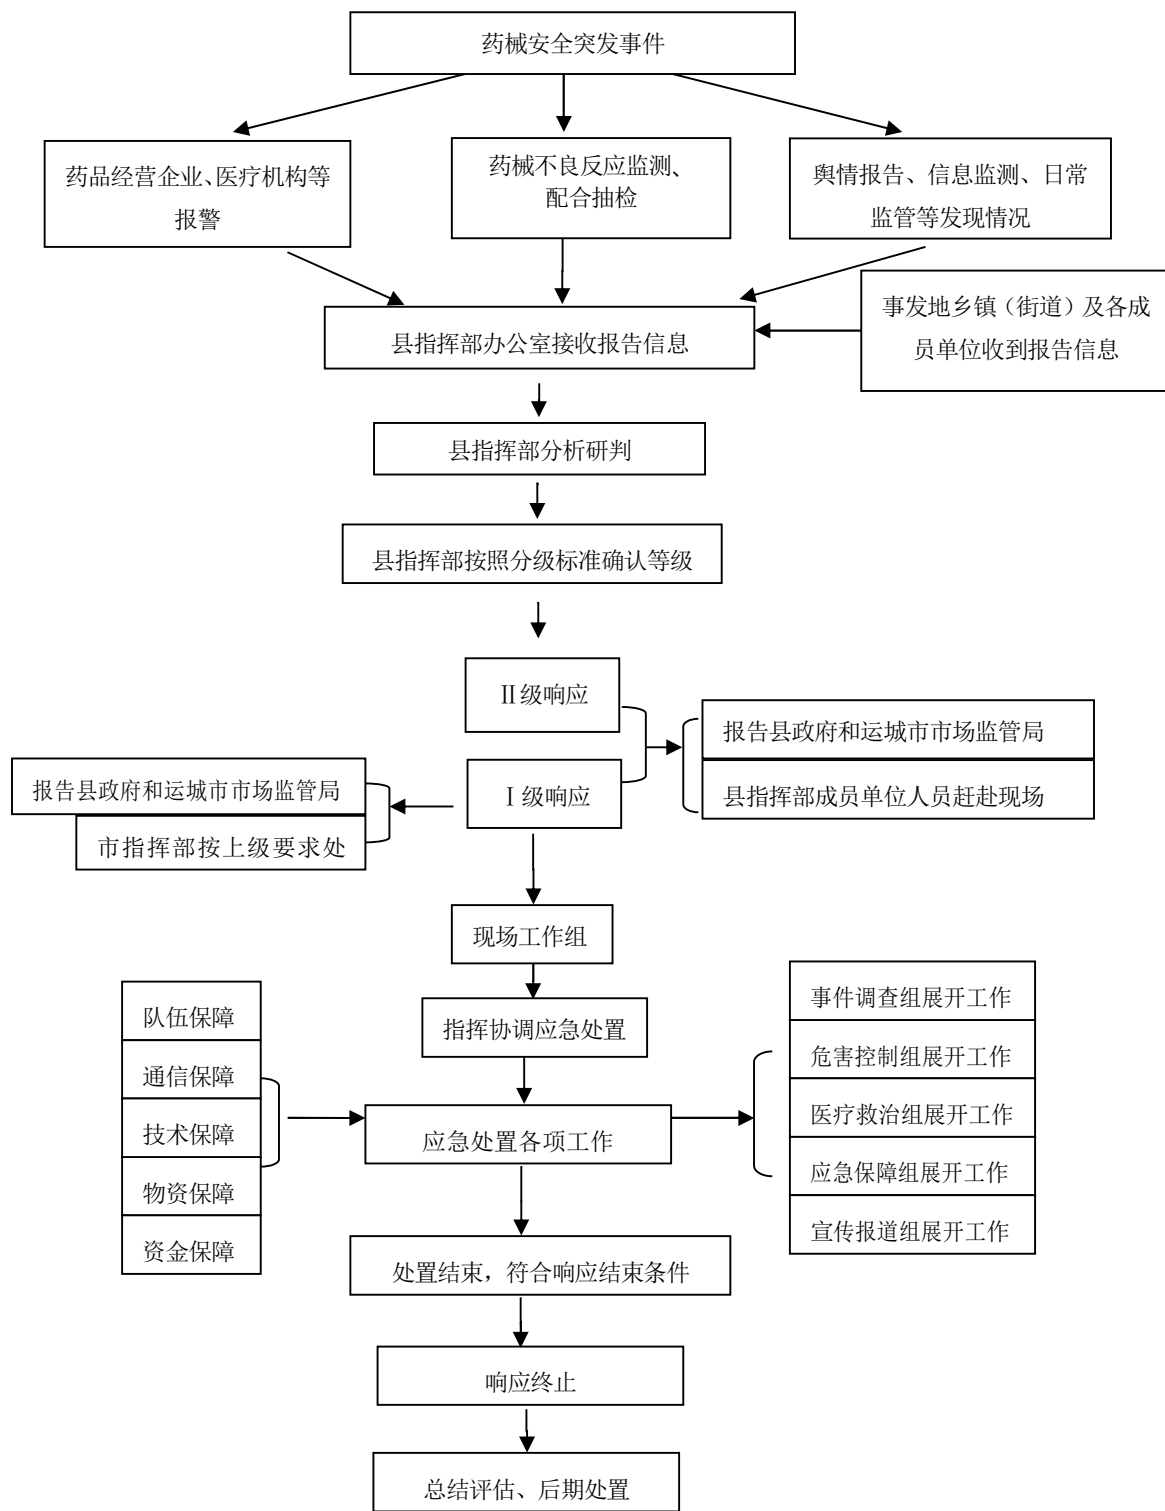 药械安全突发事件
药品经营企业、医疗机构等
报警
药械不良反应监测、
配合抽检
舆情报告、信息监测、日常
监管等发现情况
县指挥部办公室接收报告信息
事发地乡镇（街道）及各成
员单位收到报告信息
县指挥部分析研判
县指挥部按照分级标准确认等级
Ⅱ级响应
报告县政府和运城市市场监管局
县指挥部成员单位人员赶赴现场
Ⅰ级响应
报告县政府和运城市市场监管局
市指挥部按上级要求处
现场工作组
指挥协调应急处置
队伍保障
通信保障
技术保障
物资保障
资金保障
应急处置各项工作
事件调查组展开工作
危害控制组展开工作
医疗救治组展开工作
应急保障组展开工作
宣传报道组展开工作
处置结束，符合响应结束条件
响应终止
总结评估、后期处置